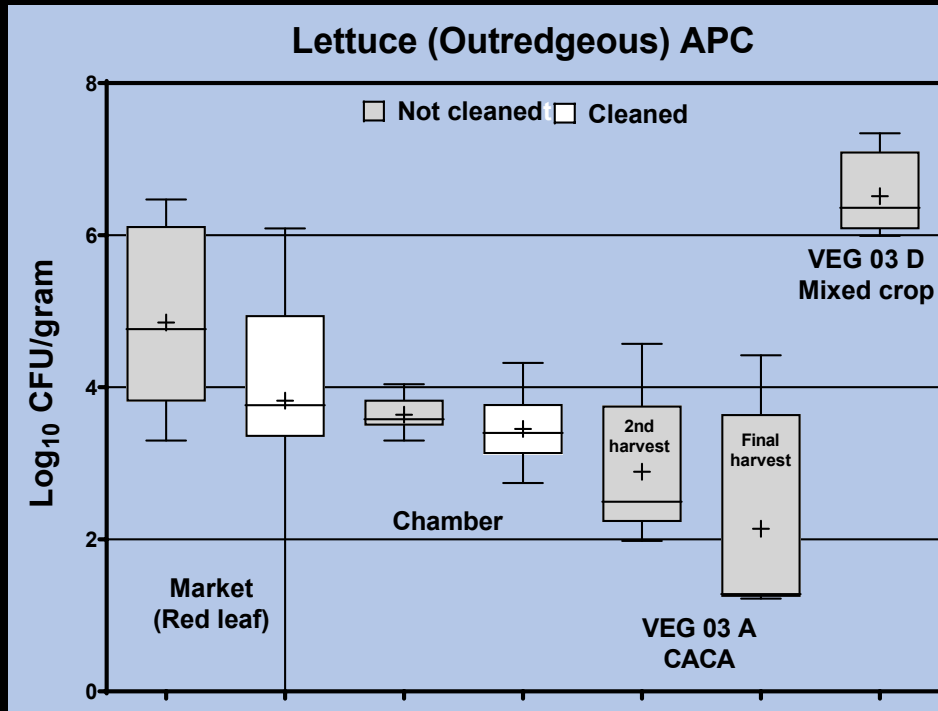 Lettuce (Outredgeous) APC
8
Not cleaned t Cleaned
6
VEG 03 D
Mixed crop
Log₁₀ CFU/gram
4
2nd
harvest
Final
harvest
Chamber
2
Market
(Red leaf)
VEG 03 A
CACA
0